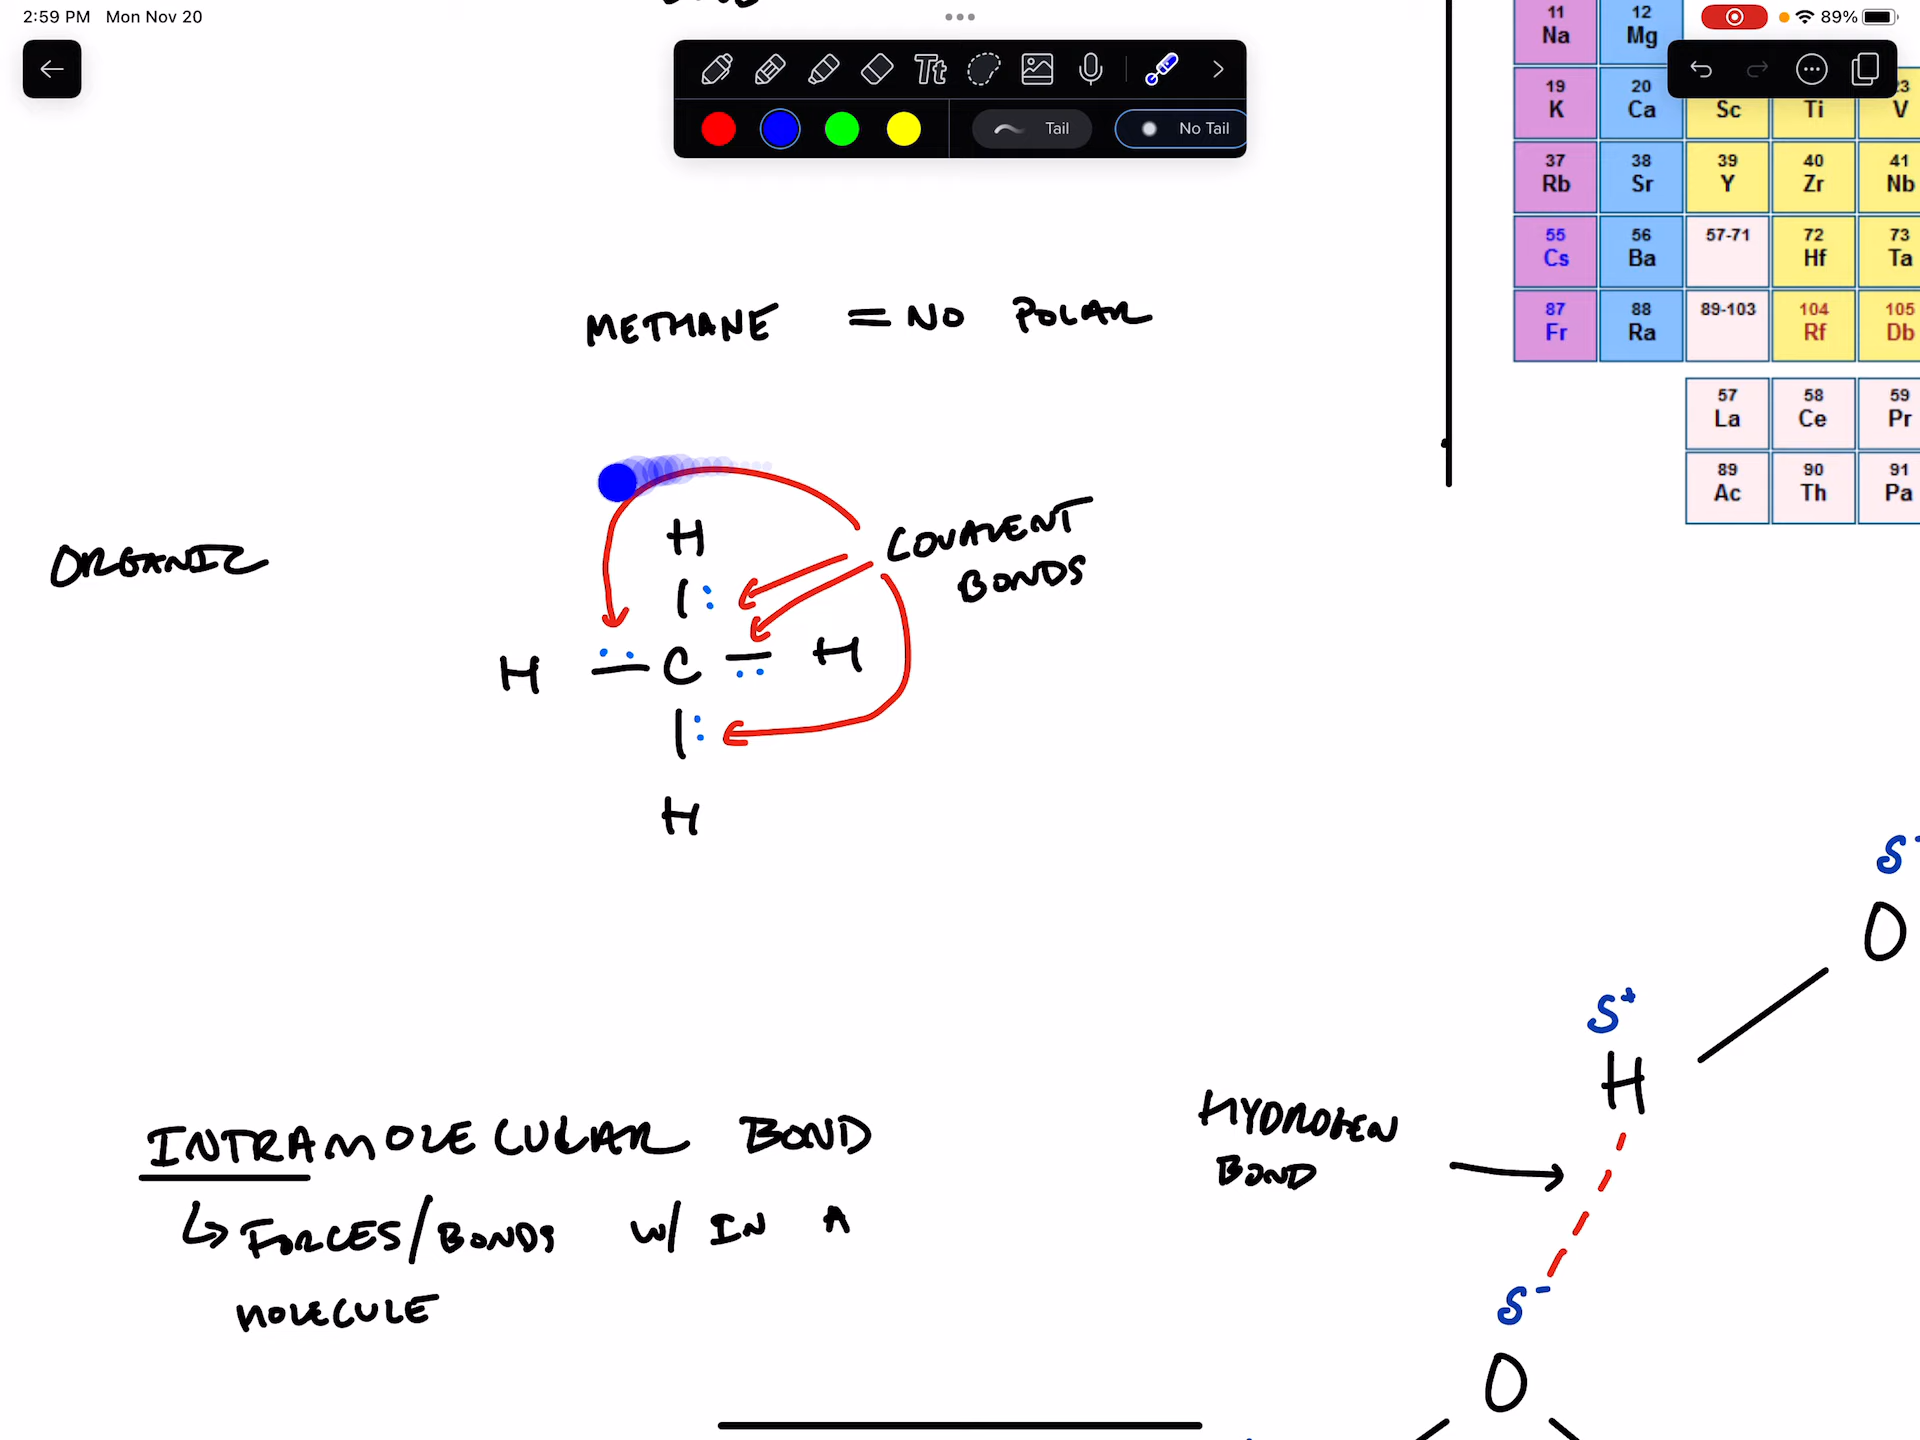 2:59 PM Mon Nov 20
89%
Tt
Tail
No Tail
11 12
Na Mg
19 20 23
K Ca Sc Ti V
37 38 39 40 41
Rb Sr Y Zr Nb
55 56 57-71 72 73
Cs Ba Hf Ta
87 88 89-103 104 105
Fr Ra Rf Db
57 58 59
La Ce Pr
89 90 91
Ac Th Pa
METHANE = NO POLAR
ORGANIC
COVALENT
BONDS
H
H C H
H
INTRAMOLECULAR BOND
↳ FORCES/BONDS W/ IN A
MOLECULE
HYDROGEN
BOND
δ-
O
δ+
H
δ-
O